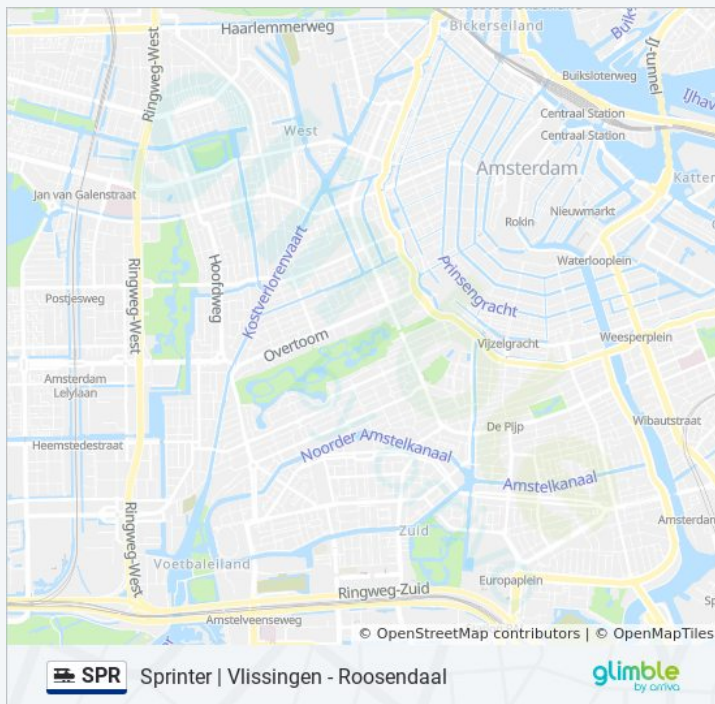 Haarlemmerweg
Bickerseiland
Ringweg-West
IJ-tunnel
Buiksloterweg
Centraal Station
Centraal Station
West
Amsterdam
Jan van Galenstraat
Rokin
Nieuwmarkt
Waterlooplein
Kostverlorenvaart
Prinsengracht
Ringweg-West
Hoofdweg
Postjesweg
Overtoom
Vijzelgracht
Weesperplein
Amsterdam
Lelylaan
Wibautstraat
De Pijp
Heemstedestraat
Noorder Amstelkanaal
Amstelkanaal
Ringweg-West
Zuid
Amsterdam
Voetbaleiland
Europaplein
Ringweg-Zuid
Amstelveenseweg
© OpenStreetMap contributors | © OpenMapTiles
SPR Sprinter | Vlissingen - Roosendaal
glimble
by arriva